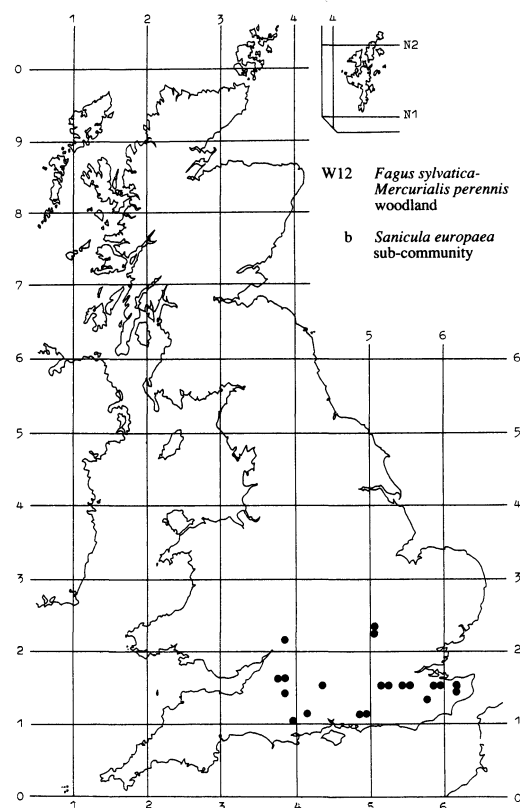 1 2 3 4
4
N2
0
N1
9
W12 Fagus sylvatica-
Mercurialis perennis
woodland
8
b Sanicula europaea
sub-community
7
5 6
6 6
5 5
4 4
3 3
2 2
1 1
0 0
1 2 3 4 5 6